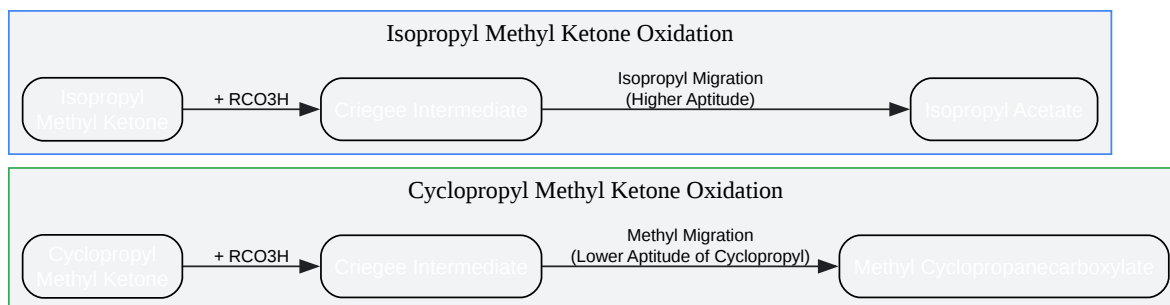 Isopropyl Methyl Ketone Oxidation
Isopropyl
Methyl Ketone
+ RCO3H
Criegee Intermediate
Isopropyl Migration
(Higher Aptitude)
Isopropyl Acetate
Cyclopropyl Methyl Ketone Oxidation
Cyclopropyl
Methyl Ketone
+ RCO3H
Criegee Intermediate
Methyl Migration
(Lower Aptitude of Cyclopropyl)
Methyl Cyclopropanecarboxylate